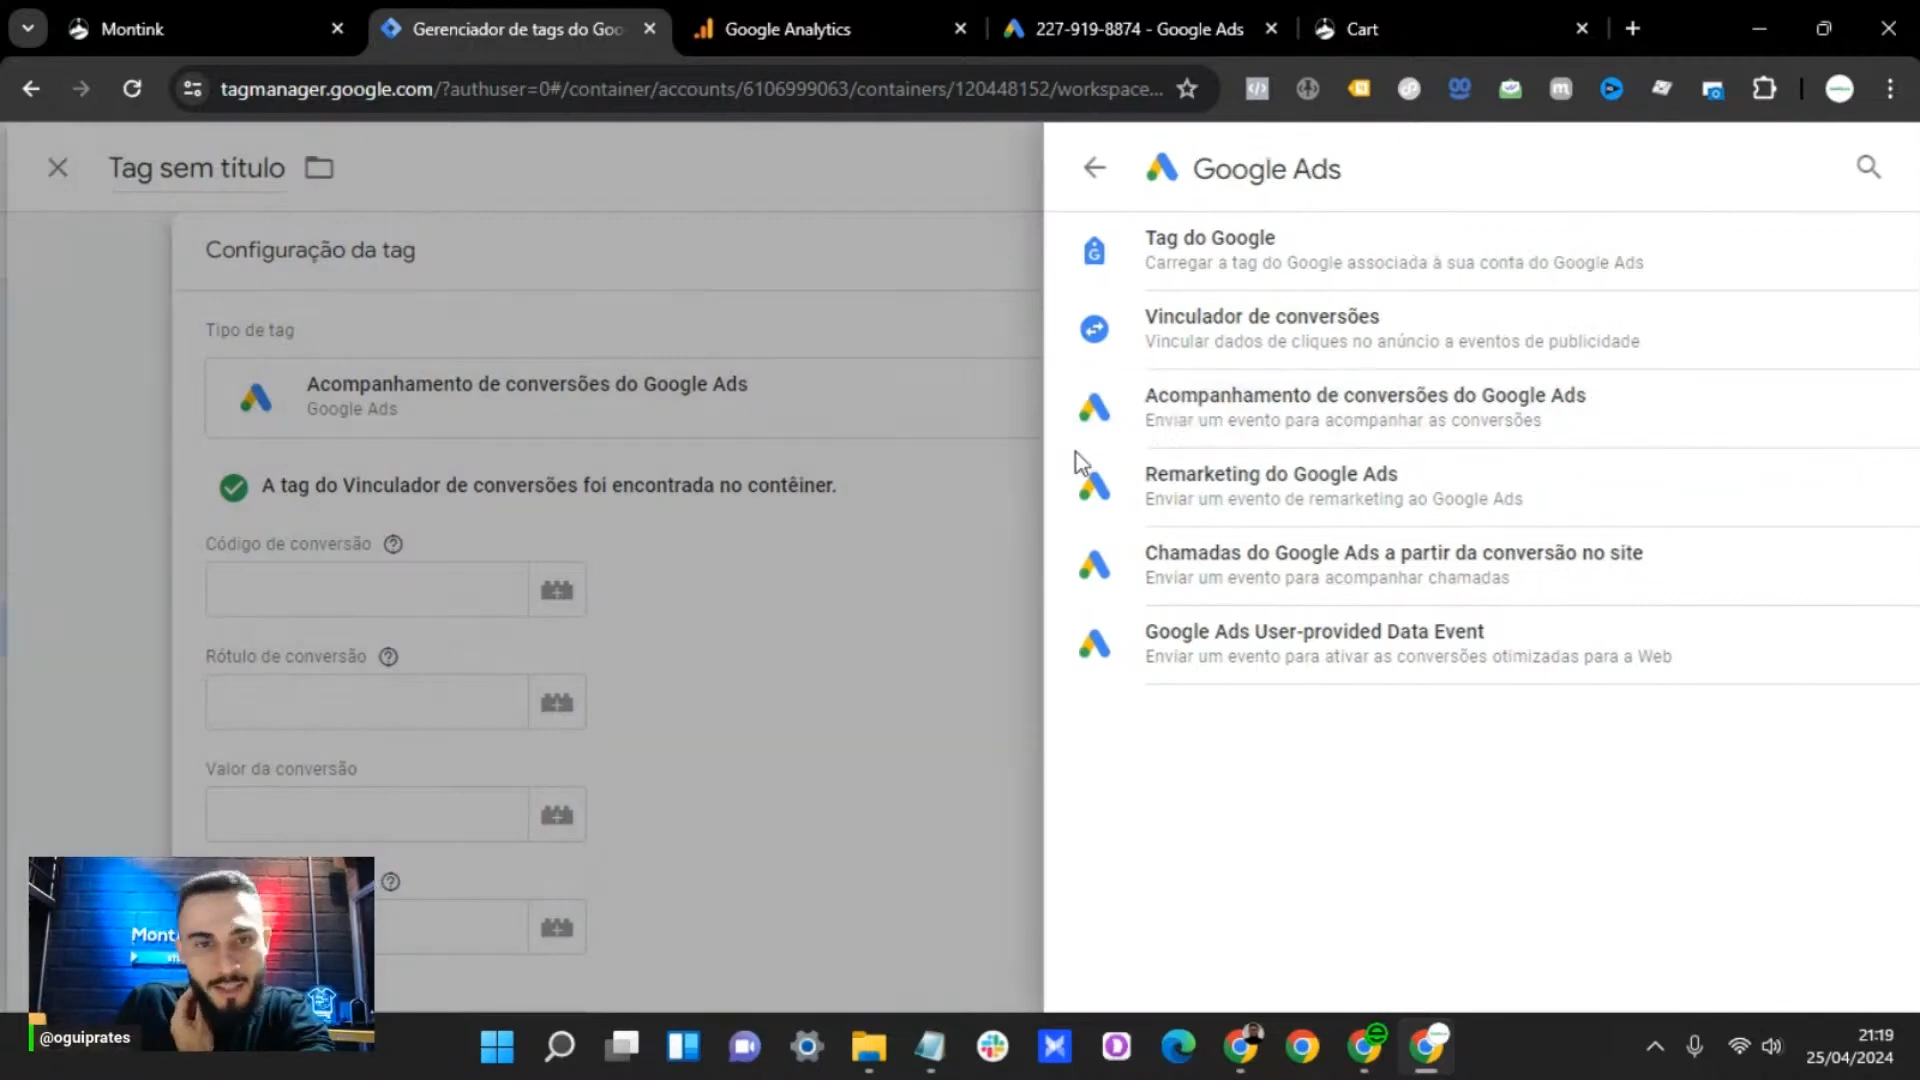 Montink
Gerenciador de tags do Goo
Google Analytics
227-919-8874 - Google Ads
Cart
tagmanager.google.com/?authuser=0#/container/accounts/6106999063/containers/120448152/workspace...
Tag sem título
Google Ads
Configuração da tag
Tipo de tag
Acompanhamento de conversões do Google Ads
Google Ads
A tag do Vinculador de conversões foi encontrada no contêiner.
Código de conversão
Rótulo de conversão
Valor da conversão
Tag do Google
Carregar a tag do Google associada à sua conta do Google Ads
Vinculador de conversões
Vincular dados de cliques no anúncio a eventos de publicidade
Acompanhamento de conversões do Google Ads
Enviar um evento para acompanhar as conversões
Remarketing do Google Ads
Enviar um evento de remarketing ao Google Ads
Chamadas do Google Ads a partir da conversão no site
Enviar um evento para acompanhar chamadas
Google Ads User-provided Data Event
Enviar um evento para ativar as conversões otimizadas para a Web
Mont
@oguiprates
21:19
25/04/2024